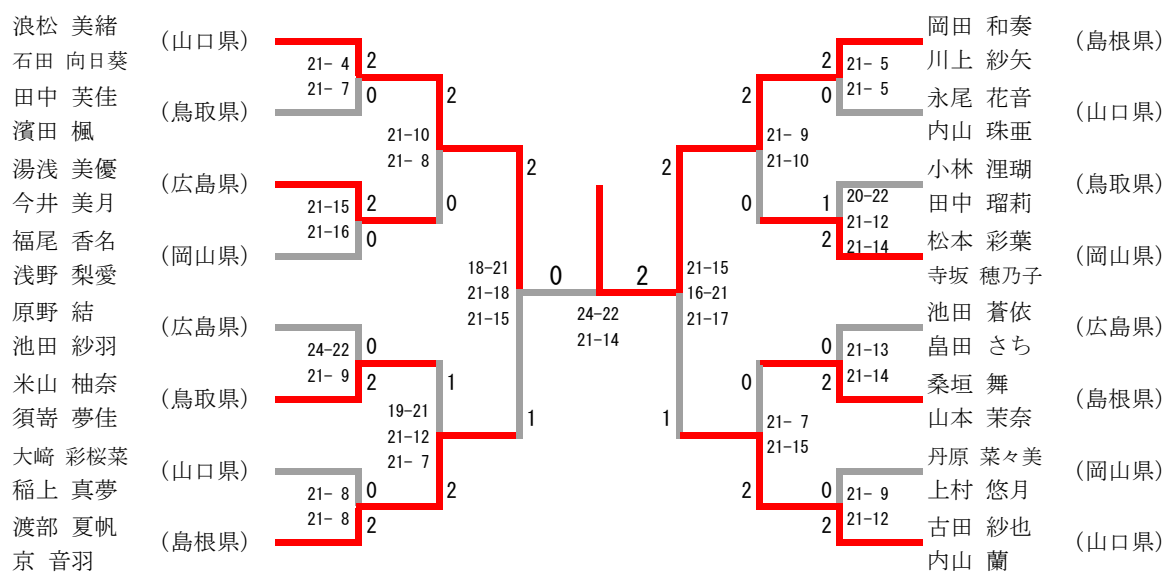 浪松 美緒
(山口県)
石田 向日葵
21- 4
21- 7
2
0
田中 芙佳
(鳥取県)
濱田 楓
2
21-10
21- 8
0
湯浅 美優
(広島県)
今井 美月
21-15
21-16
2
0
福尾 香名
(岡山県)
浅野 梨愛
2
18-21
21-18
21-15
1
原野 結
(広島県)
池田 紗羽
24-22
21- 9
0
2
米山 柚奈
(鳥取県)
須嵜 夢佳
1
19-21
21-12
21- 7
2
大﨑 彩桜菜
(山口県)
稲上 真夢
21- 8
21- 8
0
2
渡部 夏帆
(島根県)
京 音羽
0
2
24-22
21-14
岡田 和奏
(島根県)
川上 紗矢
2
0
21- 5
21- 5
永尾 花音
(山口県)
内山 珠亜
2
21- 9
21-10
0
小林 浬瑚
(鳥取県)
田中 瑠莉
1
2
20-22
21-12
21-14
松本 彩葉
(岡山県)
寺坂 穂乃子
2
21-15
16-21
21-17
1
池田 蒼依
(広島県)
畠田 さち
0
2
21-13
21-14
桑垣 舞
(島根県)
山本 茉奈
0
21- 7
21-15
2
丹原 菜々美
(岡山県)
上村 悠月
0
2
21- 9
21-12
古田 紗也
(山口県)
内山 蘭